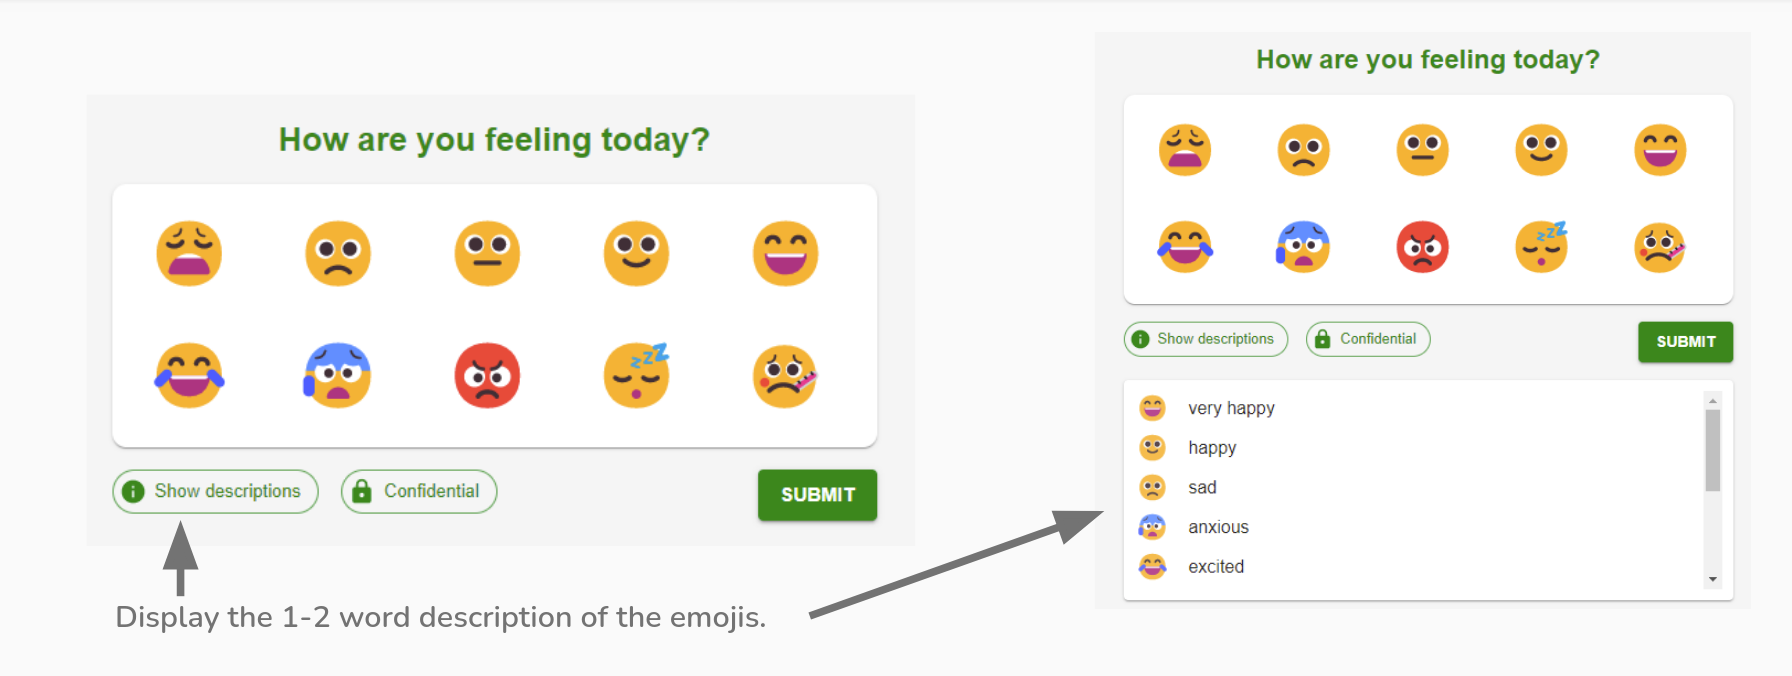 How are you feeling today?
Show descriptions
Confidential
SUBMIT
Display the 1-2 word description of the emojis.
How are you feeling today?
Show descriptions
Confidential
SUBMIT
very happy
happy
sad
anxious
excited